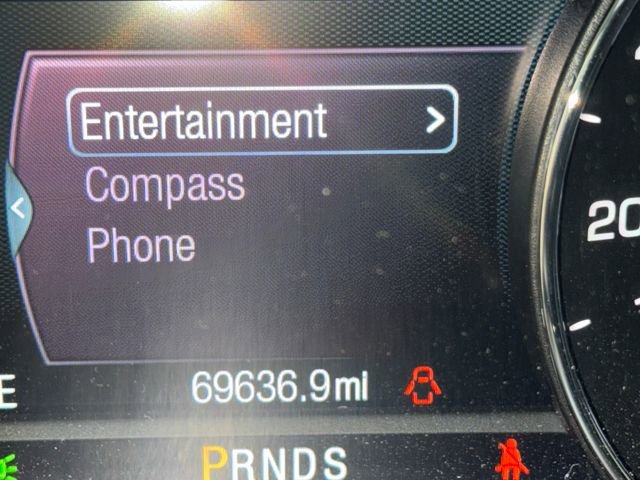 Entertainment >
Compass
Phone
20
E
69636.9mi
PRNDS